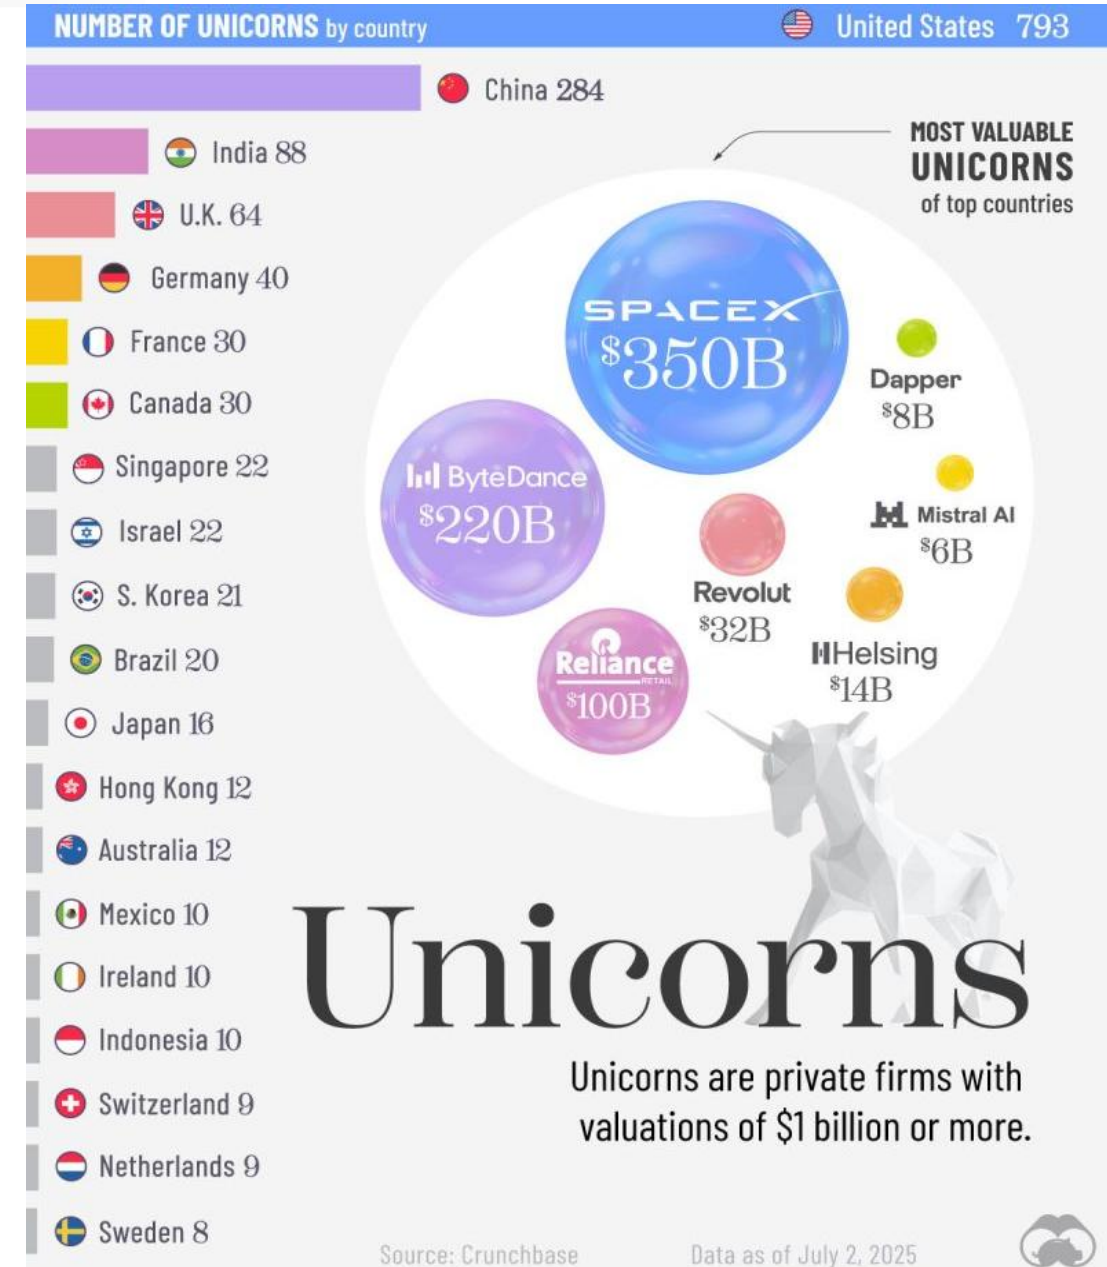 NUMBER OF UNICORNS by country
United States 793
China 284
India 88
U.K. 64
Germany 40
France 30
Canada 30
Singapore 22
Israel 22
S. Korea 21
Brazil 20
Japan 16
Hong Kong 12
Australia 12
Mexico 10
Ireland 10
Indonesia 10
Switzerland 9
Netherlands 9
Sweden 8
MOST VALUABLE
UNICORNS
of top countries
SPACEX
$350B
Dapper
$8B
ByteDance
$220B
Mistral AI
$6B
Revolut
$32B
Helsing
$14B
Reliance
RETAIL
$100B
Unicorns
Unicorns are private firms with
valuations of $1 billion or more.
Source: Crunchbase
Data as of July 2, 2025